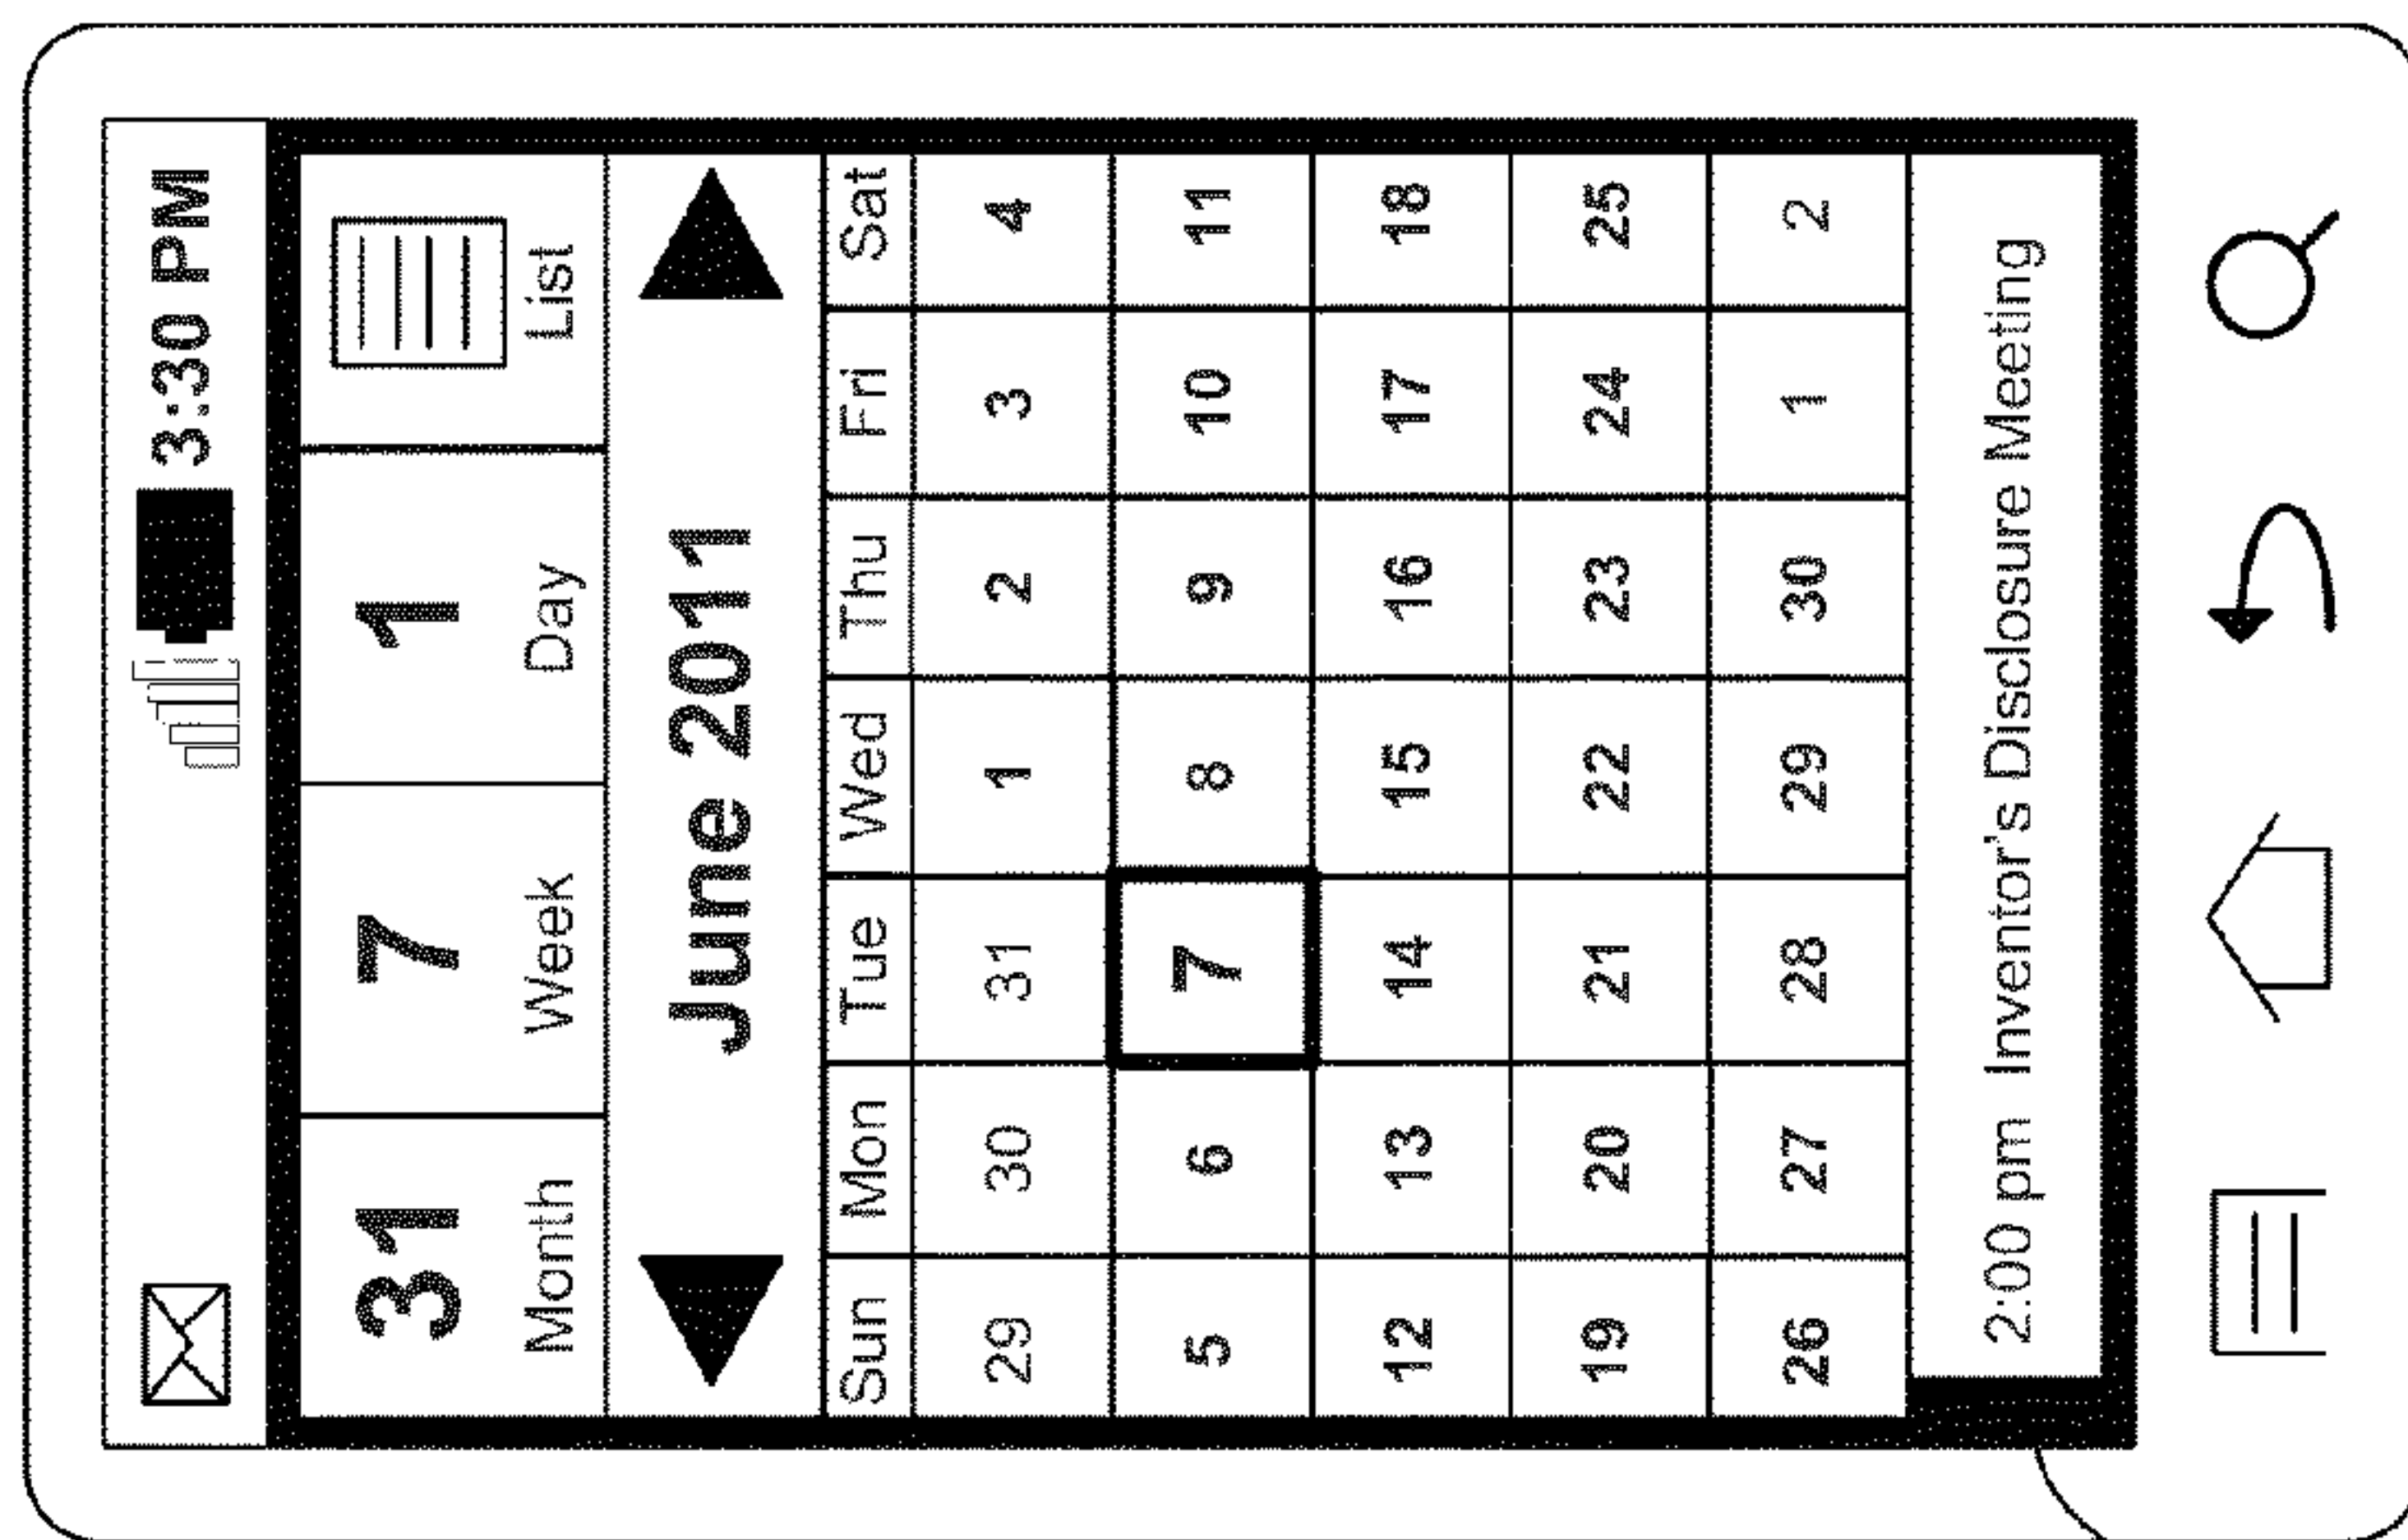 3:30 PM
31 7 1
Month Week Day List
June 2011
Sun Mon Tue Wed Thu Fri Sat
29 30 31 1 2 3 4
5 6 7 8 9 10 11
12 13 14 15 16 17 18
19 20 21 22 23 24 25
26 27 28 29 30 1 2
2:00 pm Inventor's Disclosure Meeting